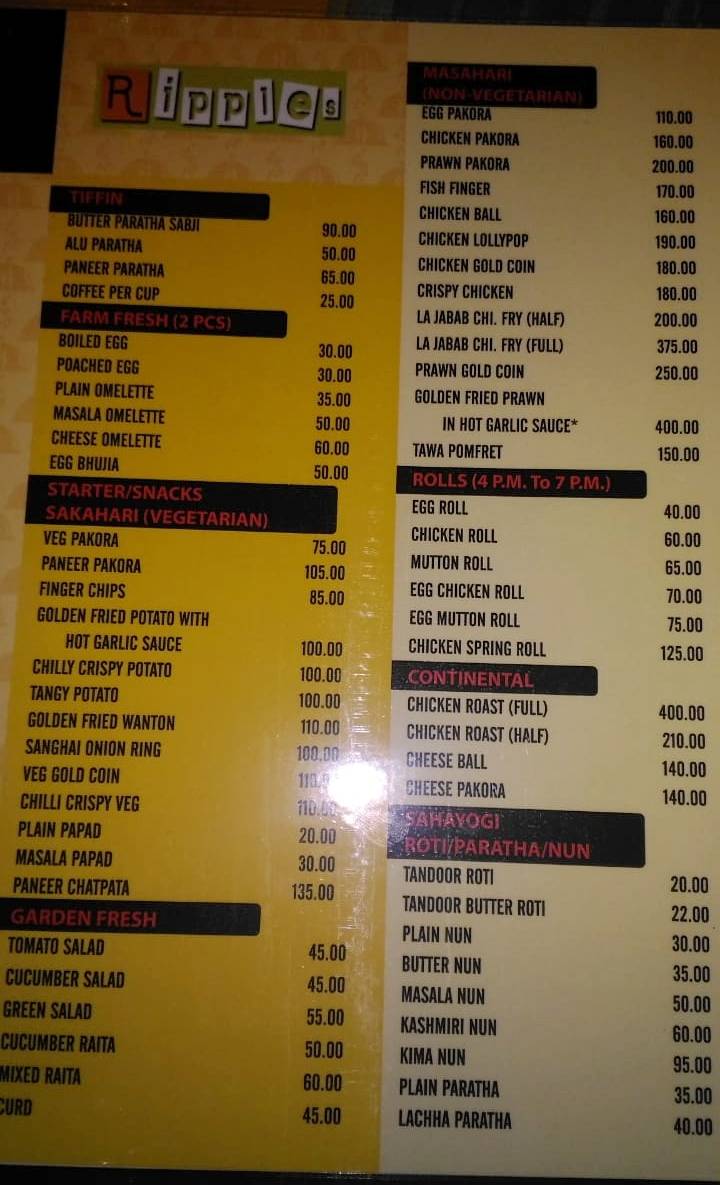 Ripples
TIFFIN
BUTTER PARATHA SABJI 90.00
ALU PARATHA 50.00
PANEER PARATHA 65.00
COFFEE PER CUP 25.00
FARM FRESH (2 PCS)
BOILED EGG 30.00
POACHED EGG 30.00
PLAIN OMELETTE 35.00
MASALA OMELETTE 50.00
CHEESE OMELETTE 60.00
EGG BHUJIA 50.00
STARTER/SNACKS
SAKAHARI (VEGETARIAN)
VEG PAKORA 75.00
PANEER PAKORA 105.00
FINGER CHIPS 85.00
GOLDEN FRIED POTATO WITH
HOT GARLIC SAUCE 100.00
CHILLY CRISPY POTATO 100.00
TANGY POTATO 100.00
GOLDEN FRIED WANTON 110.00
SANGHAI ONION RING 100.00
VEG GOLD COIN 110.0
CHILLI CRISPY VEG 110.00
PLAIN PAPAD 20.00
MASALA PAPAD 30.00
PANEER CHATPATA 135.00
GARDEN FRESH
TOMATO SALAD 45.00
CUCUMBER SALAD 45.00
GREEN SALAD 55.00
CUCUMBER RAITA 50.00
MIXED RAITA 60.00
CURD 45.00
MASAHARI
(NON-VEGETARIAN)
EGG PAKORA 110.00
CHICKEN PAKORA 160.00
PRAWN PAKORA 200.00
FISH FINGER 170.00
CHICKEN BALL 160.00
CHICKEN LOLLYPOP 190.00
CHICKEN GOLD COIN 180.00
CRISPY CHICKEN 180.00
LA JABAB CHI. FRY (HALF) 200.00
LA JABAB CHI. FRY (FULL) 375.00
PRAWN GOLD COIN 250.00
GOLDEN FRIED PRAWN
IN HOT GARLIC SAUCE* 400.00
TAWA POMFRET 150.00
ROLLS (4 P.M. To 7 P.M.)
EGG ROLL 40.00
CHICKEN ROLL 60.00
MUTTON ROLL 65.00
EGG CHICKEN ROLL 70.00
EGG MUTTON ROLL 75.00
CHICKEN SPRING ROLL 125.00
CONTINENTAL
CHICKEN ROAST (FULL) 400.00
CHICKEN ROAST (HALF) 210.00
CHEESE BALL 140.00
CHEESE PAKORA 140.00
SAHAYOGI
ROTI/PARATHA/NUN
TANDOOR ROTI 20.00
TANDOOR BUTTER ROTI 22.00
PLAIN NUN 30.00
BUTTER NUN 35.00
MASALA NUN 50.00
KASHMIRI NUN 60.00
KIMA NUN 95.00
PLAIN PARATHA 35.00
LACHHA PARATHA 40.00